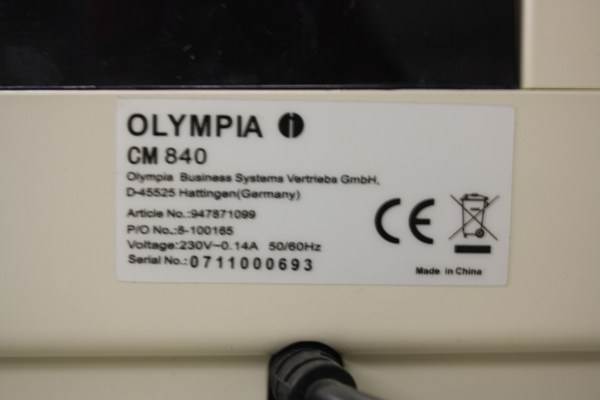 OLYMPIA
CM 840
Olympia Business Systems Vertriebs GmbH,
D-45525 Hattingen(Germany)
Article No.:947871099
P/O No.:5-100165
Voltage:230V~0.14A 50/60Hz
Serial No.: 0711000693
CE
Made in China